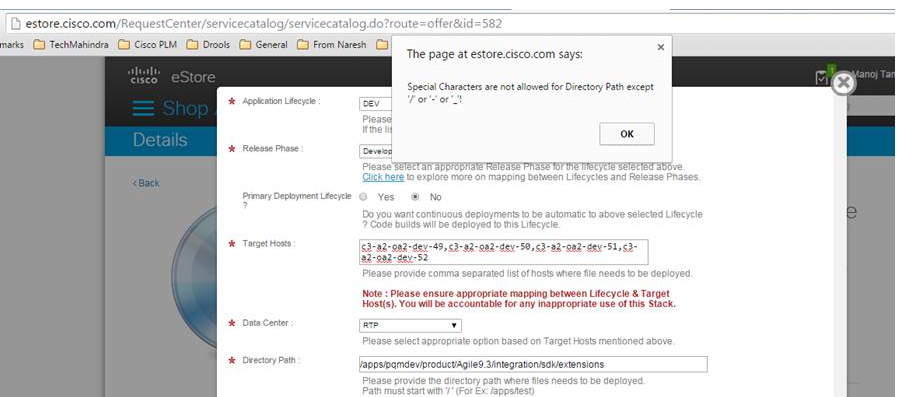 estore.cisco.com/RequestCenter/servicecatalog/servicecatalog.do?route=offer&id=582
marks TechMahindra Cisco PLM Drools General From Naresh
The page at estore.cisco.com says:
Special Characters are not allowed for Directory Path except
'/' or '-' or '_'!
OK
cisco eStore
1
Manoj Tan
Shop
Details
< Back
* Application Lifecycle :
DEV
Please
If the lis
* Release Phase :
Develop
Please select an appropriate Release Phase for the lifecycle selected above.
Click here to explore more on mapping between Lifecycles and Release Phases.
Primary Deployment Lifecycle
?
Yes No
Do you want continuous deployments to be automatic to above selected Lifecycle
? Code builds will be deployed to this Lifecycle.
* Target Hosts :
c3-a2-oa2-dev-49,c3-a2-oa2-dev-50,c3-a2-oa2-dev-51,c3-
a2-oa2-dev-52
Please provide comma separated list of hosts where file needs to be deployed.
Note : Please ensure appropriate mapping between Lifecycle & Target
Host(s). You will be accountable for any inappropriate use of this Stack.
* Data Center :
RTP
Please select appropriate option based on Target Hosts mentioned above.
* Directory Path :
/apps/pqmdev/product/Agile9.3/integration/sdk/extensions
Please provide the directory path where files needs to be deployed.
Path must start with '/' (For Ex: /apps/test)